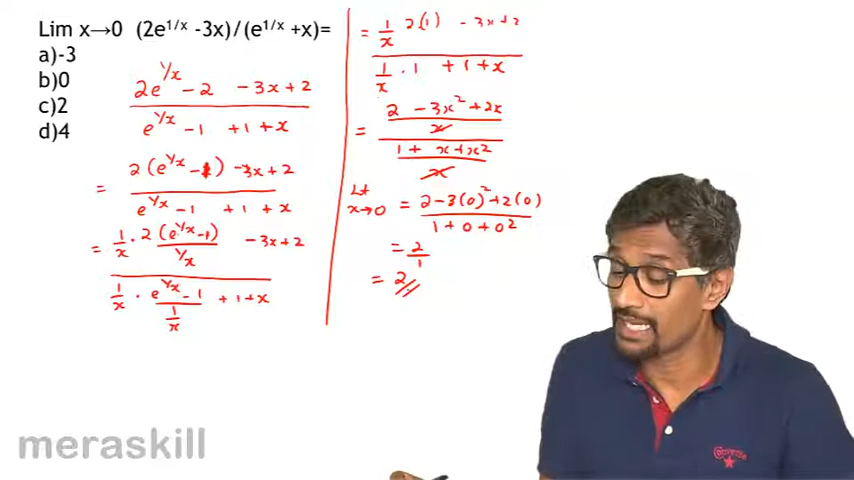 Lim x→0 (2e^1/x -3x)/(e^1/x +x)=
a)-3
b)0
c)2
d)4
2e^1/x - 2 - 3x + 2
e^1/x - 1 + 1 + x
= 2(e^1/x - 1) - 3x + 2
e^1/x - 1 + 1 + x
= 1/x · 2(e^1/x - 1) / 1/x - 3x + 2
1/x · e^1/x - 1 / 1/x + 1 + x
= 1/x 2(1) - 3x + 2
1/x · 1 + 1 + x
= 2 - 3x² + 2x
x
1 + x + x²
x
Lt x→0 = 2 - 3(0)² + 2(0)
1 + 0 + 0²
= 2/1
= 2
meraskill
Converse